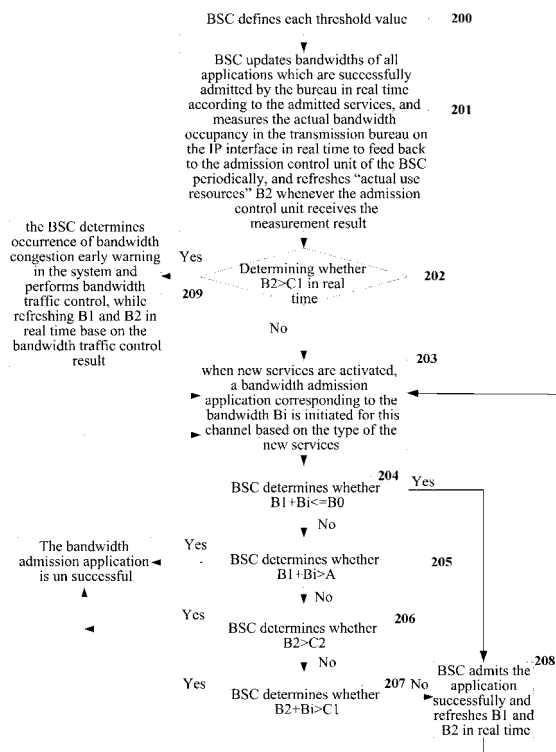 BSC defines each threshold value
200
BSC updates bandwidths of all
applications which are successfully
admitted by the bureau in real time
according to the admitted services, and
measures the actual bandwidth
occupancy in the transmission bureau on
the IP interface in real time to feed back
to the admission control unit of the BSC
periodically, and refreshes “actual use
resources” B2 whenever the admission
control unit receives the
measurement result
201
the BSC determines
occurrence of bandwidth
congestion early warning
in the system and
performs bandwidth
traffic control, while
refreshing B1 and B2 in
real time base on the
bandwidth traffic control
result
Yes
209
Determining whether
B2>C1 in real
time
202
No
203
when new services are activated,
a bandwidth admission
application corresponding to the
bandwidth Bi is initiated for this
channel based on the type of the
new services
204
BSC determines whether
B1+Bi<=B0
Yes
No
The bandwidth
admission application
is un successful
Yes
BSC determines whether
B1+Bi>A
205
No
Yes
BSC determines whether
B2>C2
206
No
Yes
BSC determines whether
B2+Bi>C1
207 No
208
BSC admits the
application
successfully and
refreshes B1 and
B2 in real time